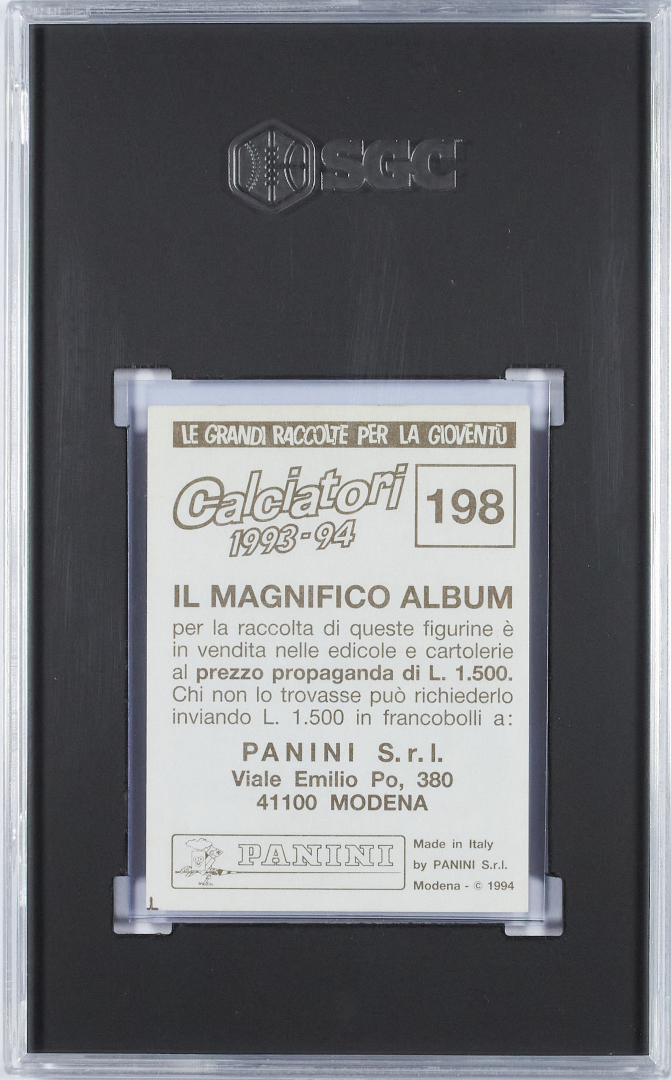 SGC
LE GRANDI RACCOLTE PER LA GIOVENTÙ
Calciatori
1993-94
198
IL MAGNIFICO ALBUM
per la raccolta di queste figurine è
in vendita nelle edicole e cartolerie
al prezzo propaganda di L. 1.500.
Chi non lo trovasse può richiederlo
inviando L. 1.500 in francobolli a:
PANINI S.r.l.
Viale Emilio Po, 380
41100 MODENA
PANINI
Made in Italy
by PANINI S.r.l.
Modena - © 1994